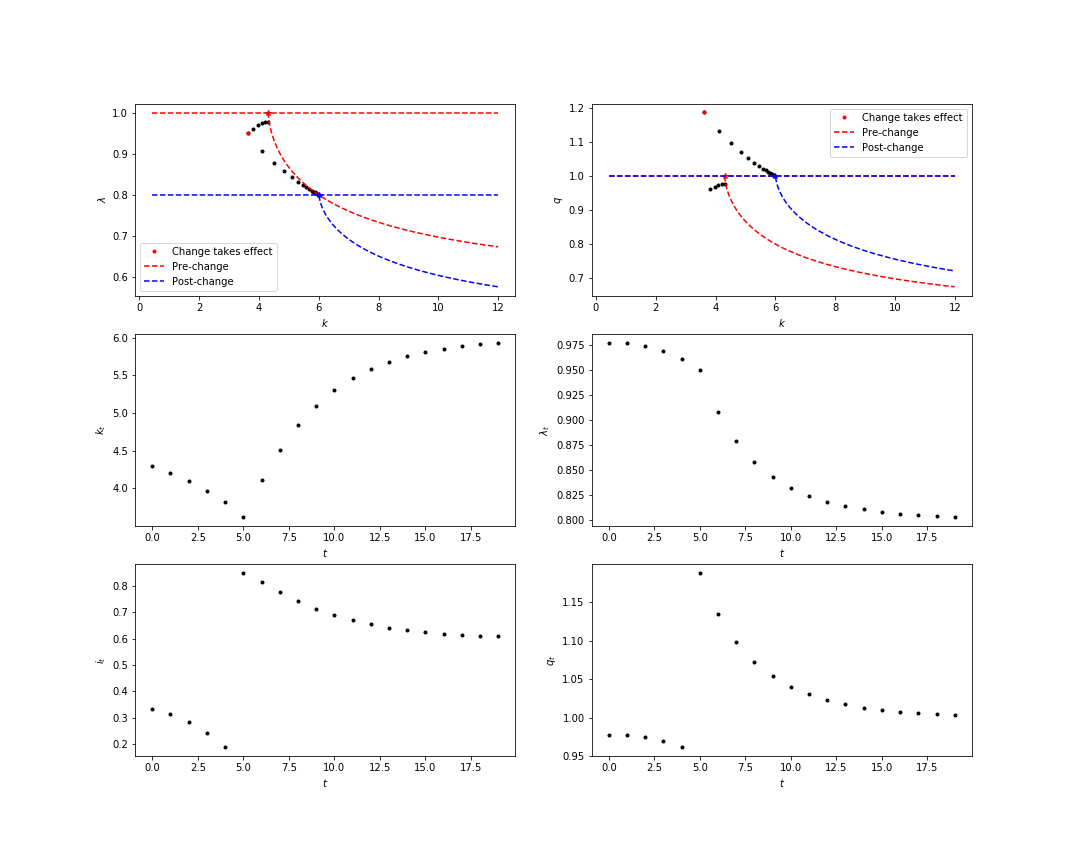 1.0
0.9
0.8
0.7
0.6
λ
Change takes effect
Pre-change
Post-change
0 2 4 6 8 10 12
k
1.2
1.1
1.0
0.9
0.8
0.7
q
Change takes effect
Pre-change
Post-change
0 2 4 6 8 10 12
k
6.0
5.5
5.0
4.5
4.0
k_t
0.0 2.5 5.0 7.5 10.0 12.5 15.0 17.5
t
0.975
0.950
0.925
0.900
0.875
0.850
0.825
0.800
λ_t
0.0 2.5 5.0 7.5 10.0 12.5 15.0 17.5
t
0.8
0.7
0.6
0.5
0.4
0.3
0.2
i_t
0.0 2.5 5.0 7.5 10.0 12.5 15.0 17.5
t
1.15
1.10
1.05
1.00
0.95
q_t
0.0 2.5 5.0 7.5 10.0 12.5 15.0 17.5
t